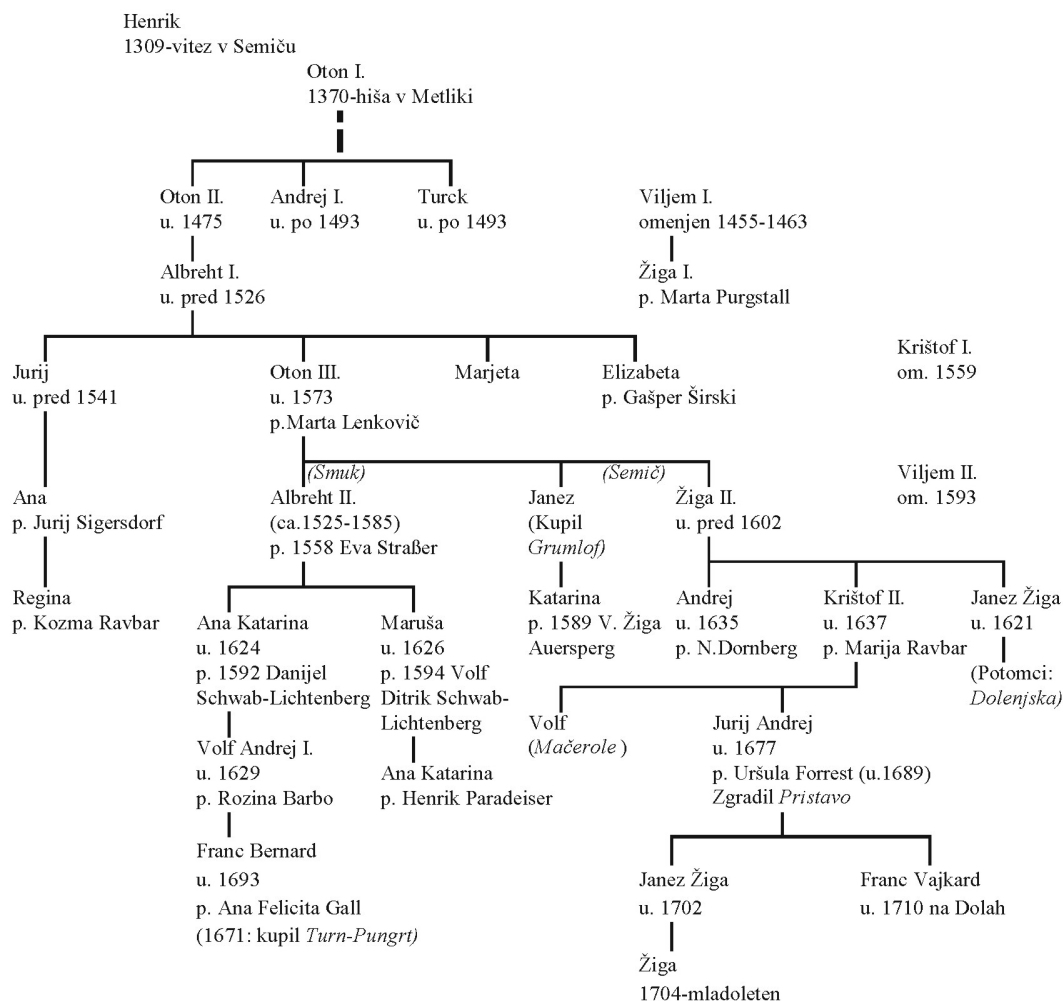 Henrik
1309-vitez v Semiču
Oton I.
1370-hiša v Metliki
Oton II.
u. 1475
Andrej I.
u. po 1493
Turck
u. po 1493
Viljem I.
omenjen 1455-1463
Albreht I.
u. pred 1526
Žiga I.
p. Marta Purgstall
Jurij
u. pred 1541
Oton III.
u. 1573
p.Marta Lenkovič
Marjeta
Elizabeta
p. Gašper Širski
Krištof I.
om. 1559
(Smuk)
(Semič)
Ana
p. Jurij Sigersdorf
Albreht II.
(ca.1525-1585)
p. 1558 Eva Straßer
Janez
(Kupil
Grumlof)
Žiga II.
u. pred 1602
Viljem II.
om. 1593
Regina
p. Kozma Ravbar
Ana Katarina
u. 1624
p. 1592 Danijel
Schwab-Lichtenberg
Maruša
u. 1626
p. 1594 Volf
Ditrik Schwab-
Lichtenberg
Katarina
p. 1589 V. Žiga
Auersperg
Andrej
u. 1635
p. N.Dornberg
Krištof II.
u. 1637
p. Marija Ravbar
Janez Žiga
u. 1621
(Potomci:
Dolenjska)
Volf Andrej I.
u. 1629
p. Rozina Barbo
Ana Katarina
p. Henrik Paradeiser
Volf
(Mačerole )
Jurij Andrej
u. 1677
p. Uršula Forrest (u.1689)
Zgradil Pristavo
Franc Bernard
u. 1693
p. Ana Felicita Gall
(1671: kupil Turn-Pungrt)
Janez Žiga
u. 1702
Franc Vajkard
u. 1710 na Dolah
Žiga
1704-mladoleten